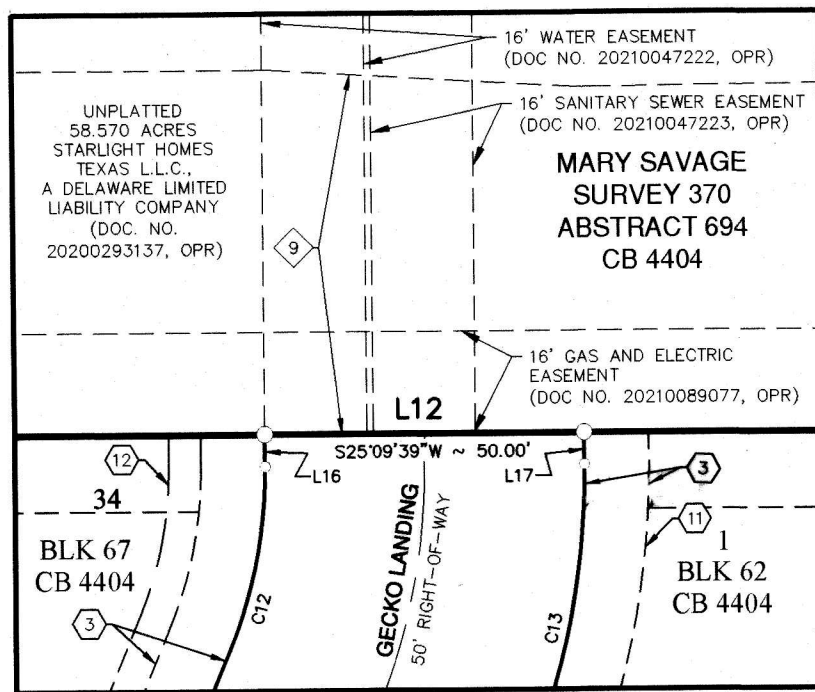 16' WATER EASEMENT
(DOC NO. 20210047222, OPR)
UNPLATTED
58.570 ACRES
STARLIGHT HOMES
TEXAS L.L.C.,
A DELAWARE LIMITED
LIABILITY COMPANY
(DOC. NO.
20200293137, OPR)
16' SANITARY SEWER EASEMENT
(DOC NO. 20210047223, OPR)
MARY SAVAGE
SURVEY 370
ABSTRACT 694
CB 4404
9
16' GAS AND ELECTRIC
EASEMENT
(DOC NO. 20210089077, OPR)
L12
S25°09'39"W ~ 50.00'
L16
L17
12
34
BLK 67
CB 4404
3
C12
GECKO LANDING
50' RIGHT-OF-WAY
C13
3
11
1
BLK 62
CB 4404